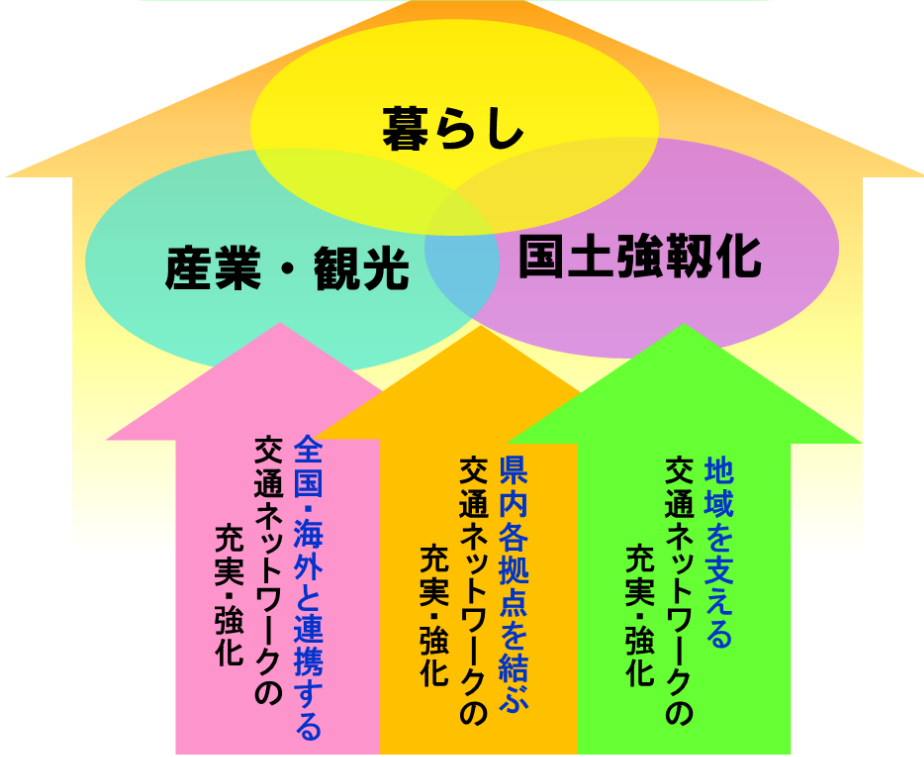 暮らし
産業・観光
国土強靱化
全国・海外と連携する
交通ネットワークの
充実・強化
県内各拠点を結ぶ
交通ネットワークの
充実・強化
地域を支える
交通ネットワークの
充実・強化